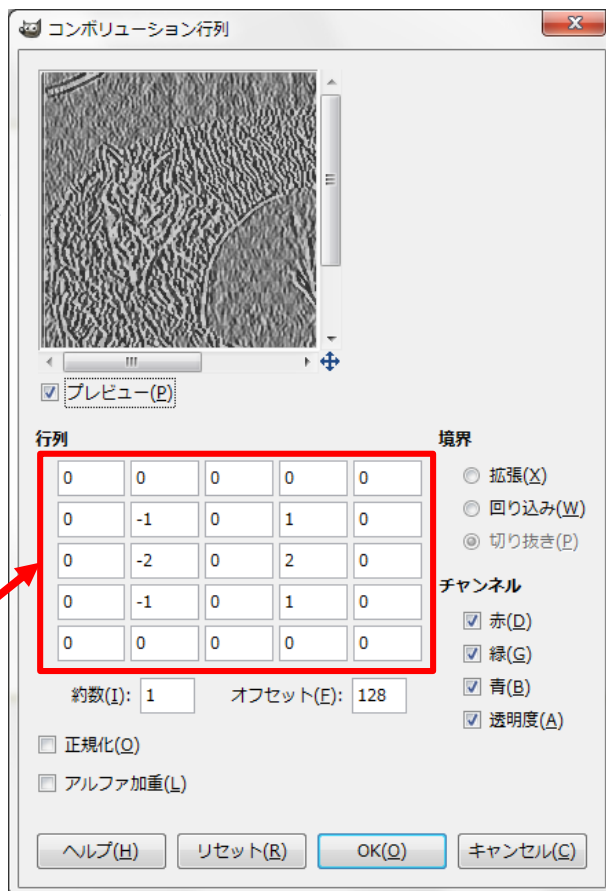 コンボリューション行列
プレビュー(P)
行列
0 0 0 0 0
0 -1 0 1 0
0 -2 0 2 0
0 -1 0 1 0
0 0 0 0 0
約数(I): 1 オフセット(F): 128
正規化(O)
アルファ加重(L)
境界
拡張(X)
回り込み(W)
切り抜き(P)
チャンネル
赤(D)
緑(G)
青(B)
透明度(A)
ヘルプ(H) リセット(R) OK(O) キャンセル(C)